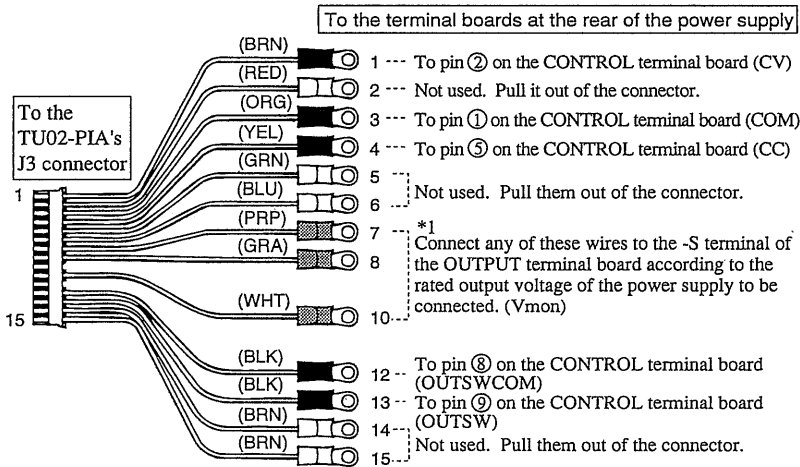 To the terminal boards at the rear of the power supply
To the
TU02-PIA's
J3 connector
1
15
(BRN) 1 --- To pin ② on the CONTROL terminal board (CV)
(RED) 2 --- Not used. Pull it out of the connector.
(ORG) 3 --- To pin ① on the CONTROL terminal board (COM)
(YEL) 4 --- To pin ⑤ on the CONTROL terminal board (CC)
(GRN) 5
(BLU) 6
Not used. Pull them out of the connector.
(PRP) 7
(GRA) 8
(WHT) 10
*1
Connect any of these wires to the -S terminal of
the OUTPUT terminal board according to the
rated output voltage of the power supply to be
connected. (Vmon)
(BLK) 12 -- To pin ⑧ on the CONTROL terminal board
(OUTSWCOM)
(BLK) 13 -- To pin ⑨ on the CONTROL terminal board
(OUTSW)
(BRN) 14
(BRN) 15
Not used. Pull them out of the connector.